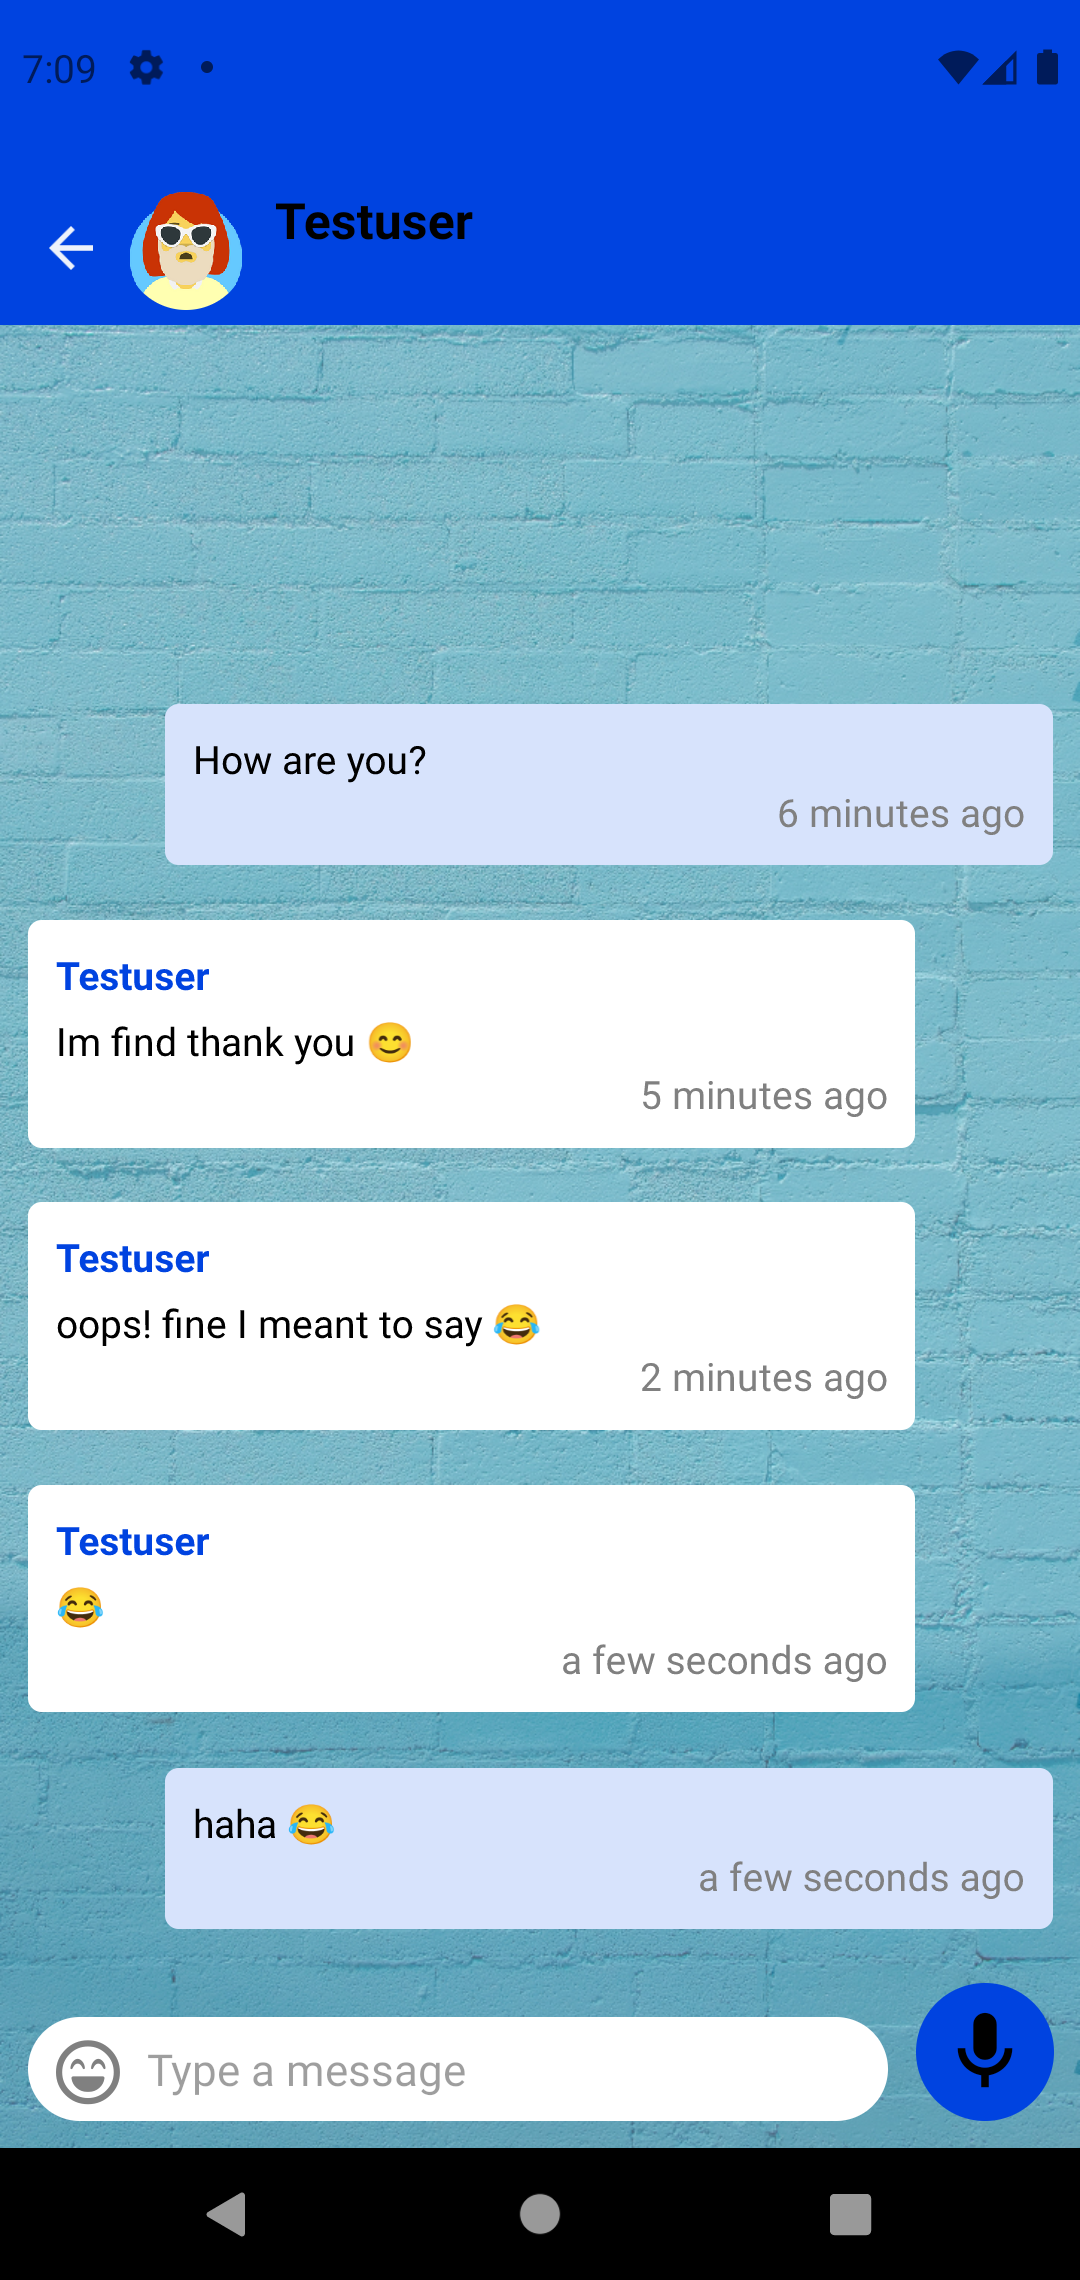 7:09
Testuser
How are you?
6 minutes ago
Testuser
Im find thank you 😊
5 minutes ago
Testuser
oops! fine I meant to say 😂
2 minutes ago
Testuser
😂
a few seconds ago
haha 😂
a few seconds ago
Type a message